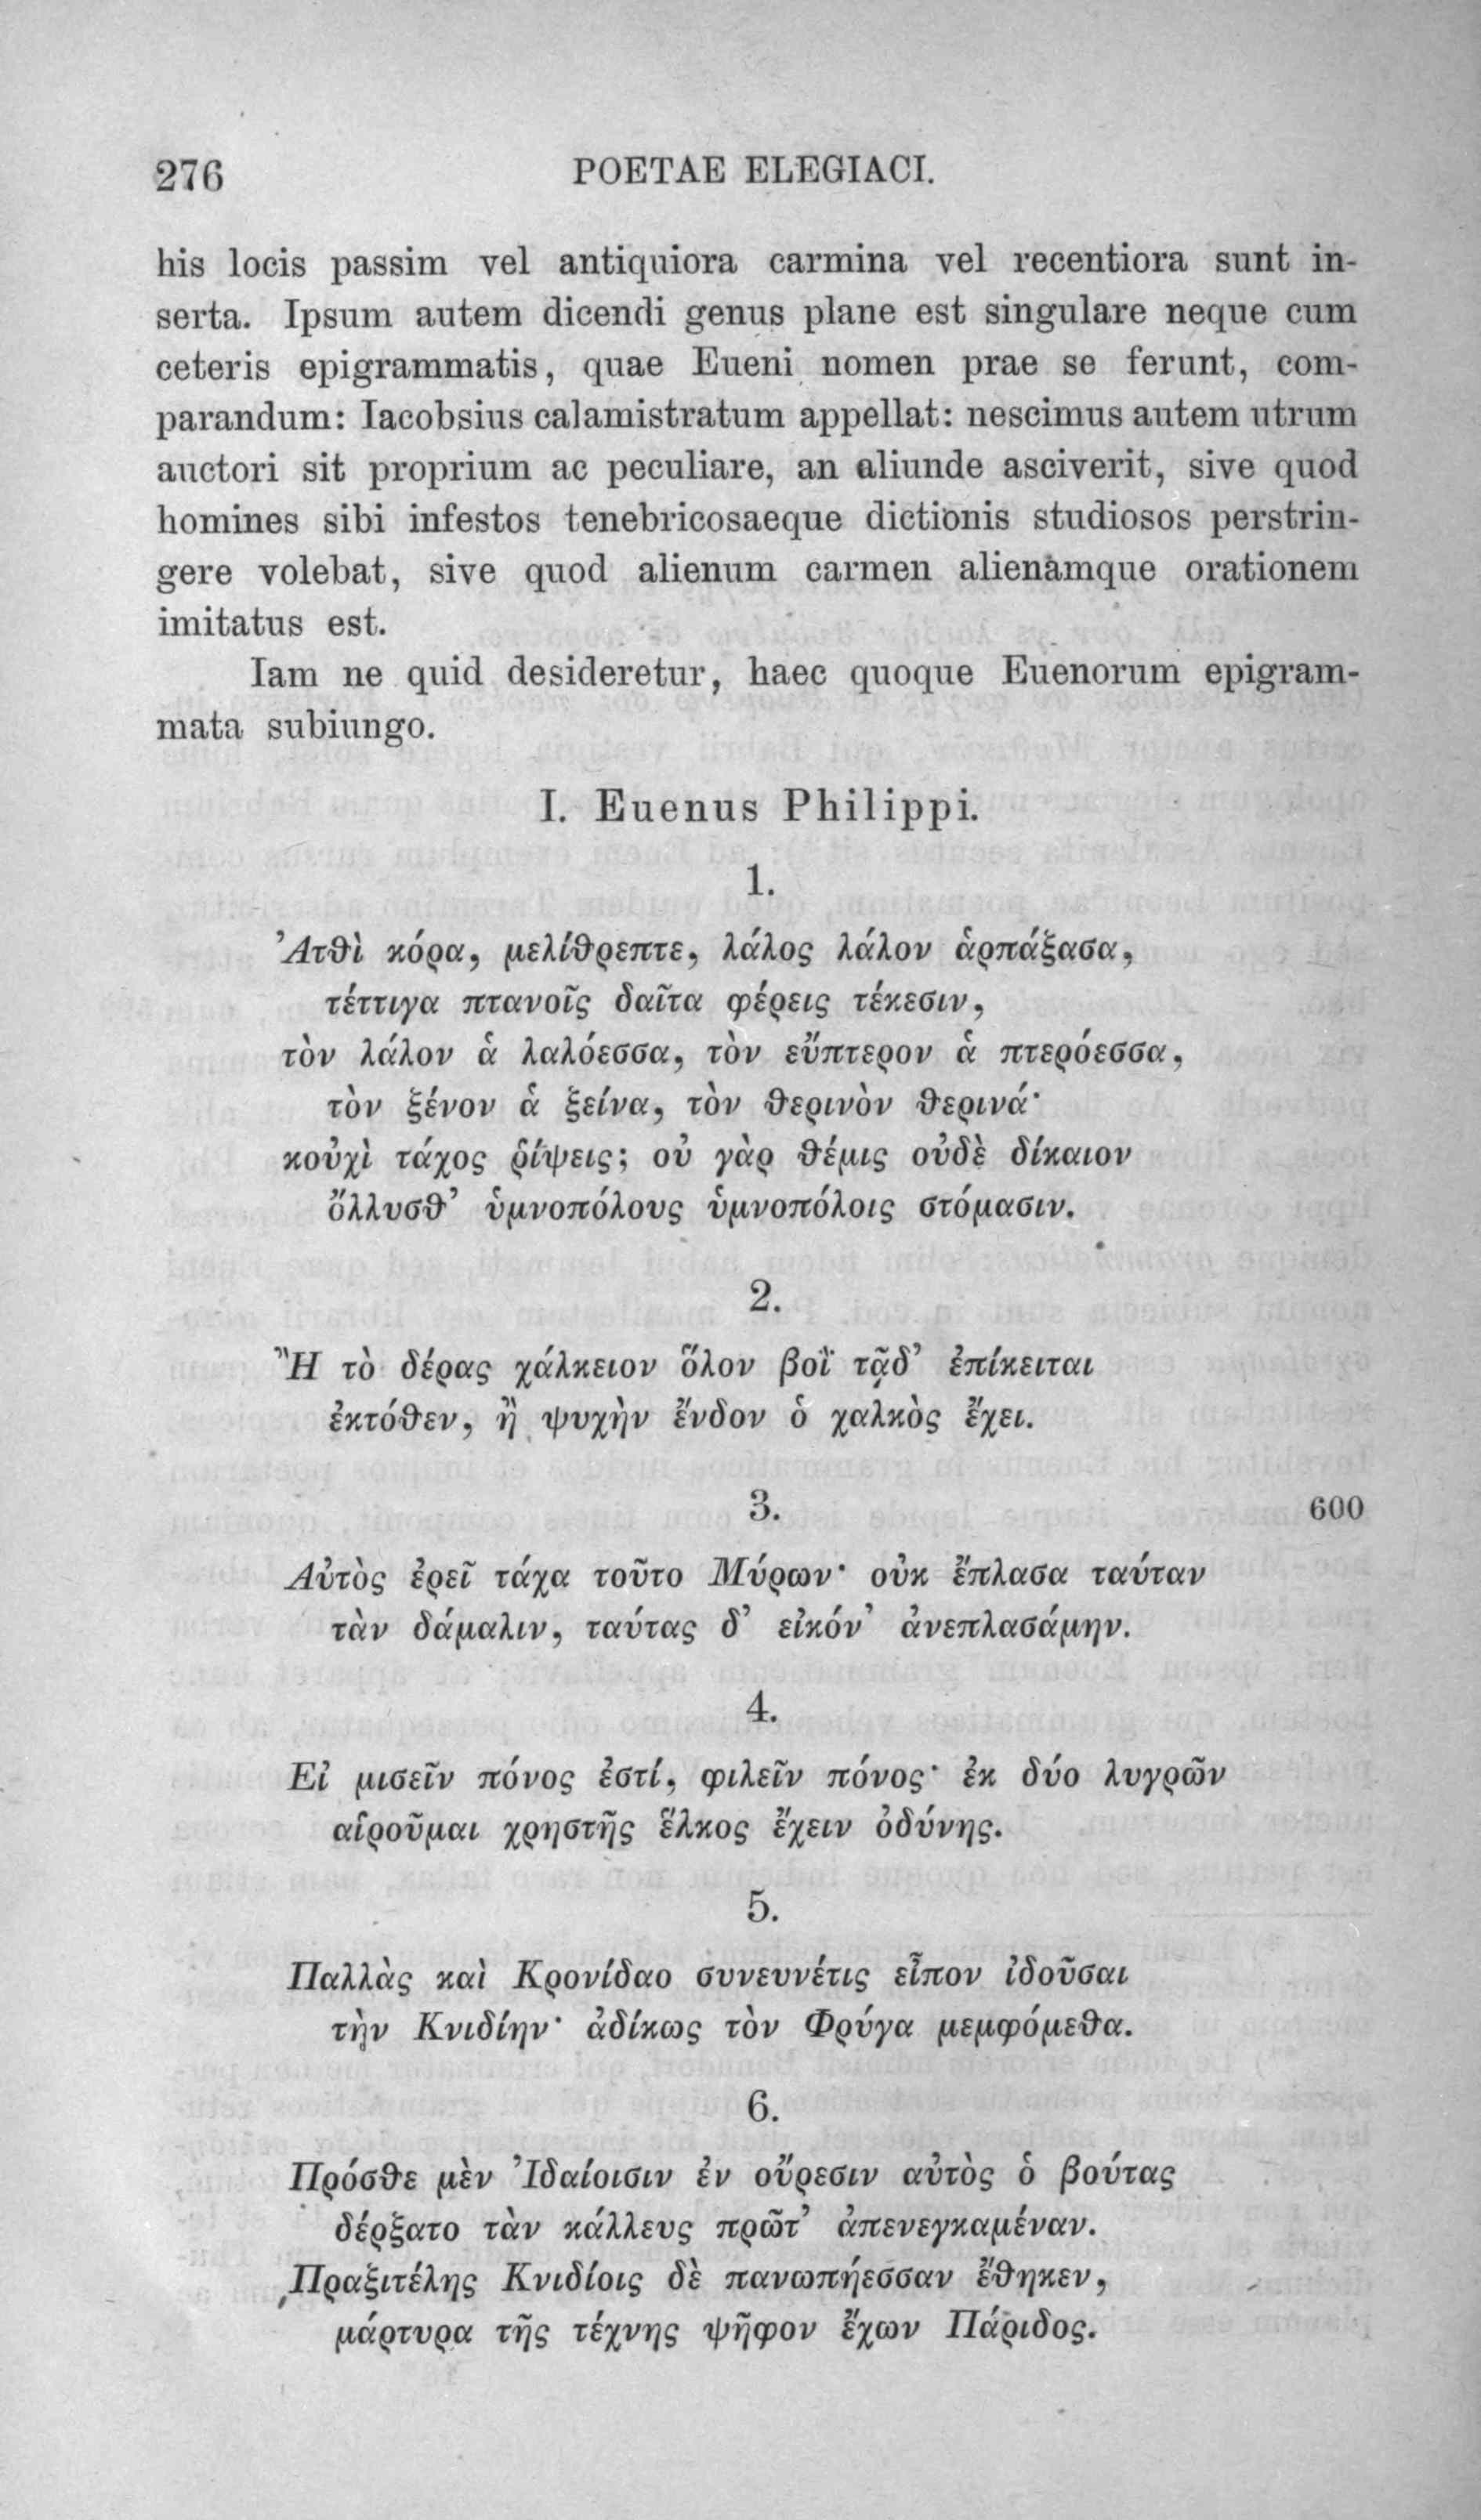 276
POETAE ELEGIACI.
his locis passim vel antiquiora carmina vel recentiora sunt in-
serta. Ipsum autem dicendi genus plane est singulare neque cum
ceteris epigrammatis, quae Eueni nomen prae se ferunt, com-
parandum: Iacobsius calamistratum appellat: nescimus autem utrum
auctori sit proprium ac peculiare, an aliunde asciverit, sive quod
homines sibi infestos tenebricosaeque dictionis studiosos perstrin-
gere volebat, sive quod alienum carmen alienamque orationem
imitatus est.
Iam ne quid desideretur, haec quoque Euenorum epigram-
mata subiungo.
I. Euenus Philippi.
1.
Ἀτθὶ κόρα, μελίθρεπτε, λάλος λάλον ἁρπάξασα,
τέττιγα πτανοῖς δαῖτα φέρεις τέκεσιν,
τὸν λάλον ἁ λαλόεσσα, τὸν εὔπτερον ἁ πτερόεσσα,
τὸν ξένον ἁ ξείνα, τὸν θερινὸν θερινά·
κοὐχὶ τάχος ῥίψεις; οὐ γὰρ θέμις οὐδὲ δίκαιον
ὄλλυσθ’ ὑμνοπόλους ὑμνοπόλοις στόμασιν.
2.
Ἢ τὸ δέρας χάλκειον ὅλον βοῒ τᾷδ’ ἐπίκειται
ἐκτόθεν, ἢ ψυχὴν ἔνδον ὁ χαλκὸς ἔχει.
3.
600
Αὐτὸς ἐρεῖ τάχα τοῦτο Μύρων· οὐκ ἔπλασα ταύταν
τὰν δάμαλιν, ταύτας δ’ εἰκόν’ ἀνεπλασάμην.
4.
Εἰ μισεῖν πόνος ἐστί, φιλεῖν πόνος· ἐκ δύο λυγρῶν
αἱροῦμαι χρηστῆς ἕλκος ἔχειν ὀδύνης.
5.
Παλλὰς καὶ Κρονίδαο συνευνέτις εἶπον ἰδοῦσαι
τὴν Κνιδίην· ἀδίκως τὸν Φρύγα μεμφόμεθα.
6.
Πρόσθε μὲν Ἰδαίοισιν ἐν οὔρεσιν αὐτὸς ὁ βούτας
δέρξατο τὰν κάλλευς πρῶτ’ ἀπενεγκαμέναν.
Πραξιτέλης Κνιδίοις δὲ πανωπήεσσαν ἔθηκεν,
μάρτυρα τῆς τέχνης ψῆφον ἔχων Πάριδος.